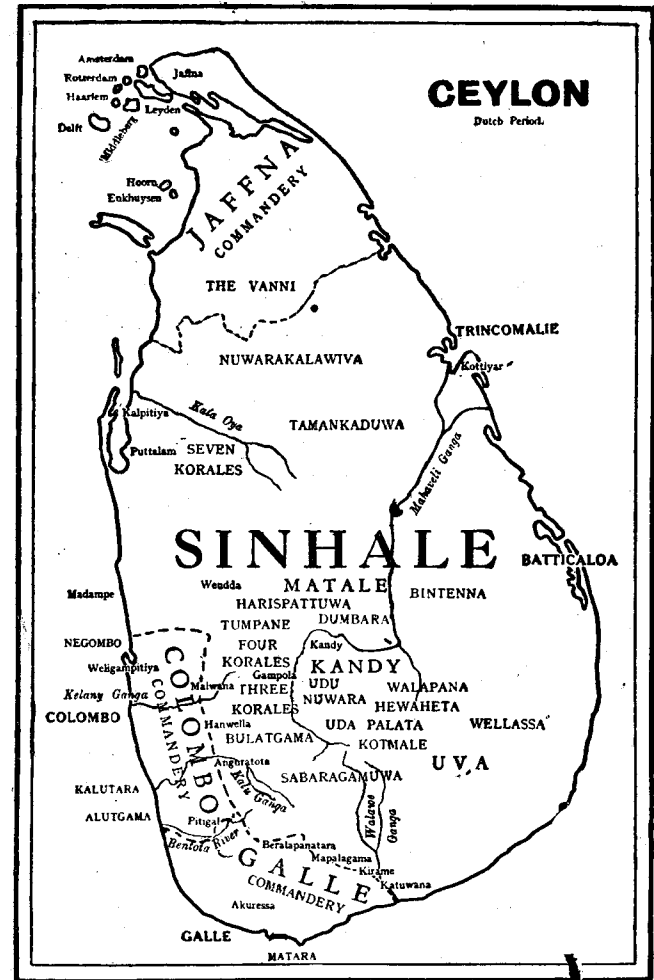 CEYLON
Dutch Period.
Amsterdam
Rotterdam
Haarlem
Delft
Middleburg
Leyden
Jaffna
Hoorn
Enkhuysen
JAFFNA
COMMANDERY
THE VANNI
NUWARAKALAWIVA
TRINCOMALIE
Kottiyar
Kalpitiya
Kala Oya
TAMANKADUWA
Puttalam
SEVEN
KORALES
Mahaveli Ganga
SINHALE
BATTICALOA
Wendda
MATALE
BINTENNA
Madampe
HARISPATTUWA
TUMPANE
DUMBARA
NEGOMBO
FOUR
KORALES
Kandy
Weligampitiya
KANDY
Gampola
Kelany Ganga
Malwana
THREE
KORALES
UDU
NUWARA
WALAPANA
HEWAHETA
COLOMBO
COLOMBO
COMMANDERY
Hanwella
UDA PALATA
WELLASSA
BULATGAMA
KOTMALE
UVA
Anguratota
SABARAGAMUWA
Kalu Ganga
KALUTARA
Walawe
Ganga
ALUTGAMA
Pitigal
Bentota River
Beralapanatara
Mapalagama
Kirame
Katuwana
GALLE
COMMANDERY
Akuressa
GALLE
MATARA